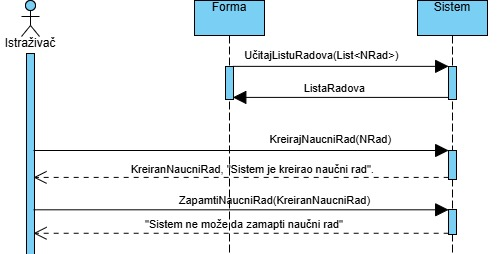 Forma
Sistem
Istraživač
UčitajListuRadova(List<NRad>)
ListaRadova
KreirajNaucniRad(NRad)
KreiranNaucniRad, "Sistem je kreirao naučni rad".
ZapamtiNaucniRad(KreiranNaucniRad)
"Sistem ne može da zamapti naučni rad"